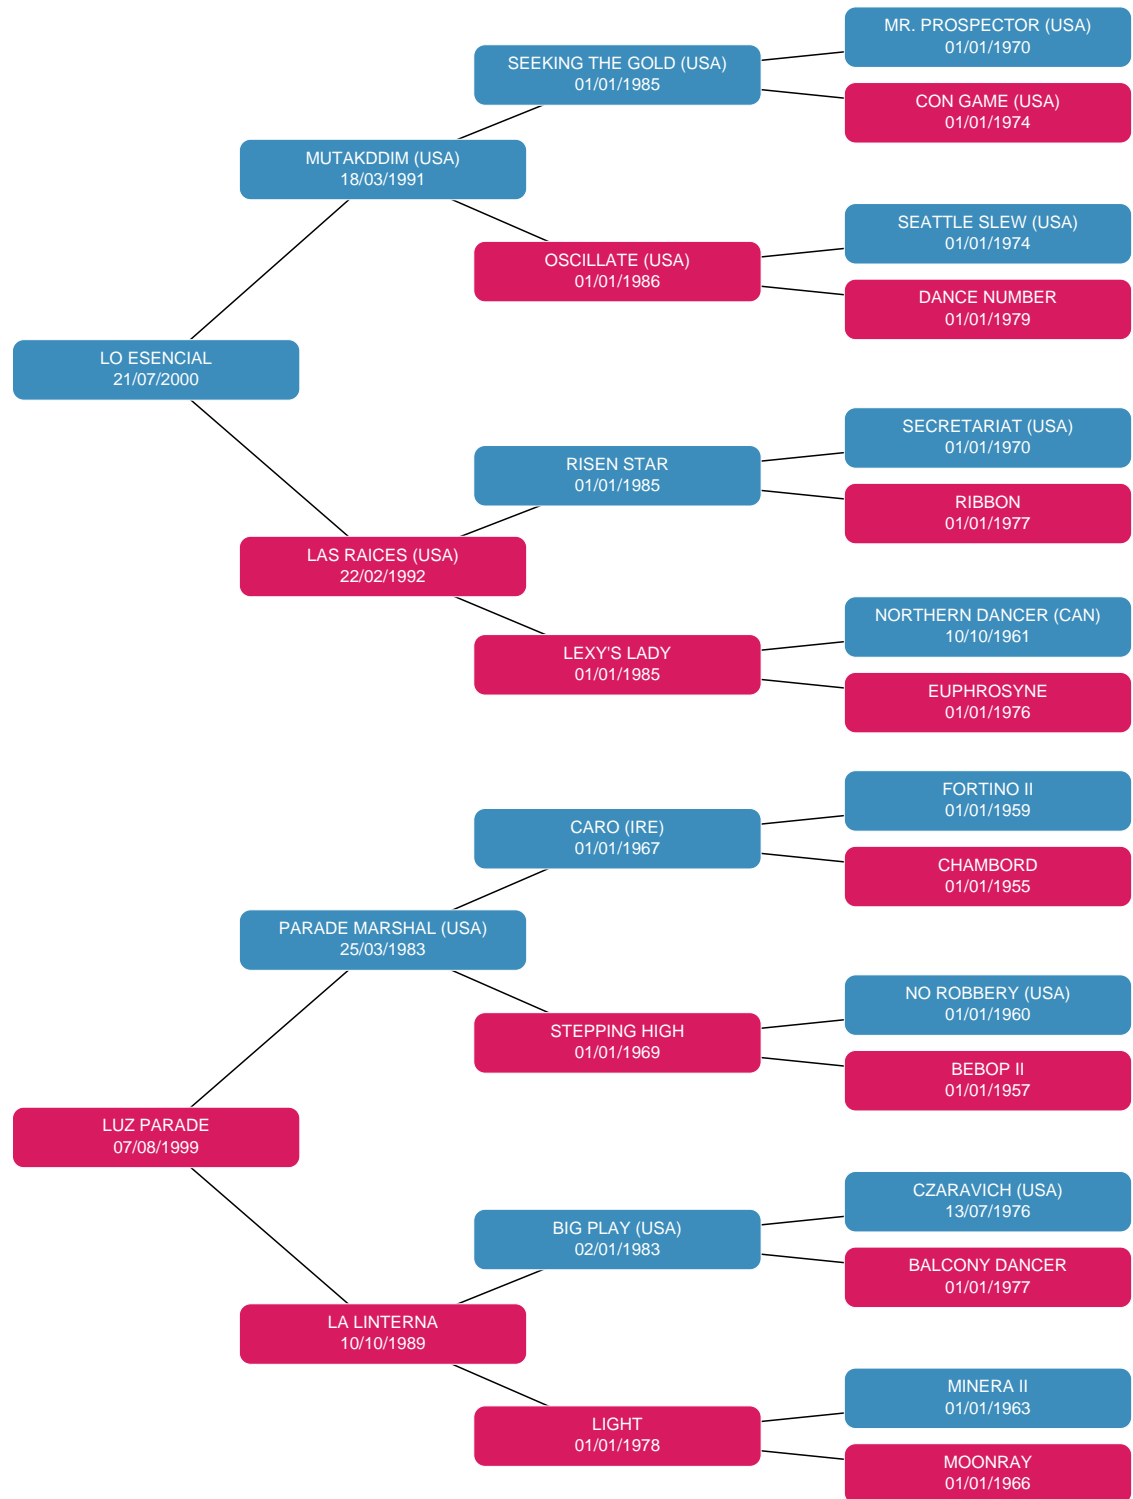 MR. PROSPECTOR (USA)
01/01/1970
SEEKING THE GOLD (USA)
01/01/1985
CON GAME (USA)
01/01/1974
MUTAKDDIM (USA)
18/03/1991
SEATTLE SLEW (USA)
01/01/1974
OSCILLATE (USA)
01/01/1986
DANCE NUMBER
01/01/1979
LO ESENCIAL
21/07/2000
SECRETARIAT (USA)
01/01/1970
RISEN STAR
01/01/1985
RIBBON
01/01/1977
LAS RAICES (USA)
22/02/1992
NORTHERN DANCER (CAN)
10/10/1961
LEXY'S LADY
01/01/1985
EUPHROSYNE
01/01/1976
FORTINO II
01/01/1959
CARO (IRE)
01/01/1967
CHAMBORD
01/01/1955
PARADE MARSHAL (USA)
25/03/1983
NO ROBBERY (USA)
01/01/1960
STEPPING HIGH
01/01/1969
BEBOP II
01/01/1957
LUZ PARADE
07/08/1999
CZARAVICH (USA)
13/07/1976
BIG PLAY (USA)
02/01/1983
BALCONY DANCER
01/01/1977
LA LINTERNA
10/10/1989
MINERA II
01/01/1963
LIGHT
01/01/1978
MOONRAY
01/01/1966